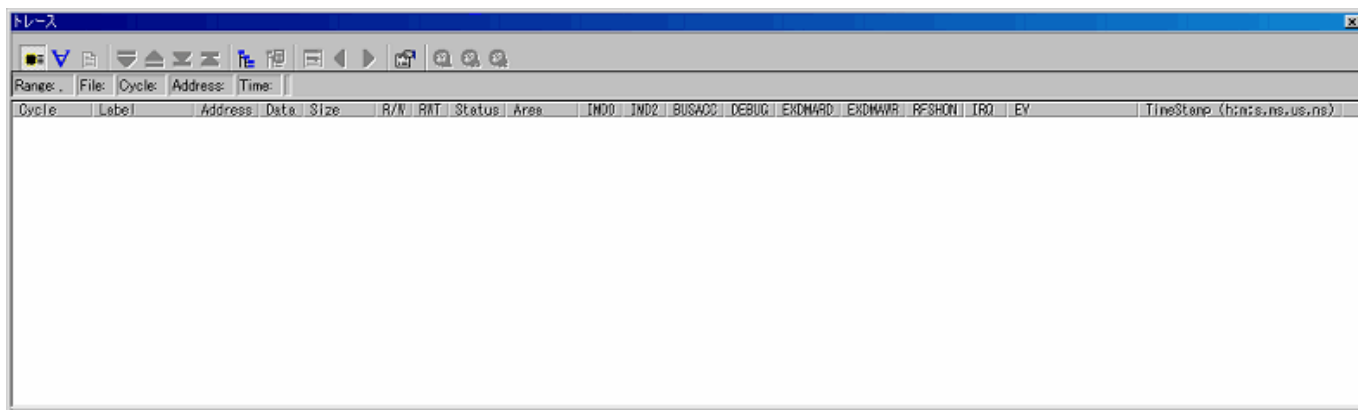 トレース
Range: , File: Cycle: Address: Time:
Cycle Label Address Data Size R/W RWT Status Area IND0 IND2 BUSACC DEBUG EXDMARD EXDMAWR RFSHON IRQ EV TimeStamp (h:m:s.ms.us.ns)